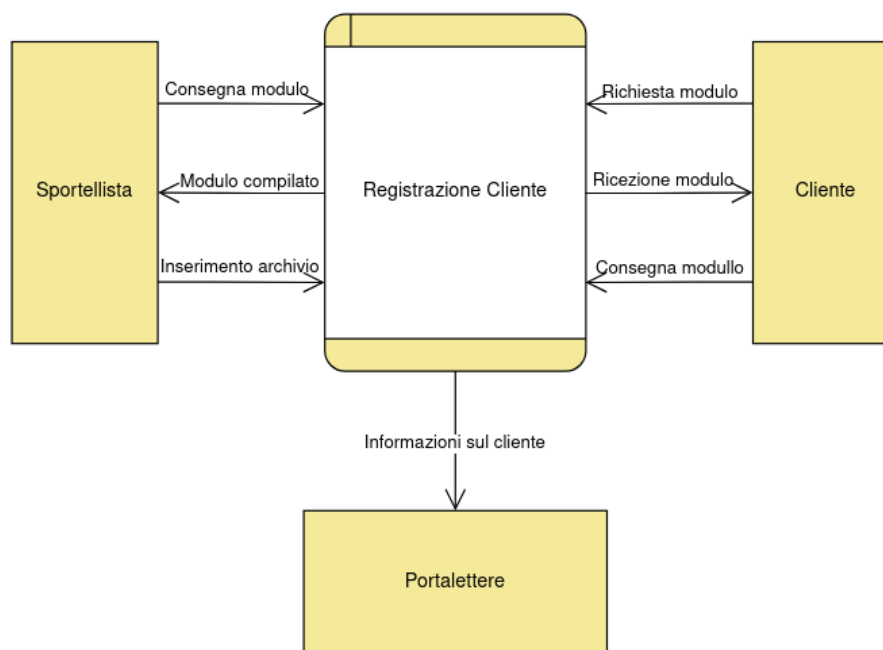 Consegna modulo
Richiesta modulo
Sportellista
Modulo compilato
Registrazione Cliente
Ricezione modulo
Cliente
Inserimento archivio
Consegna modullo
Informazioni sul cliente
Portalettere